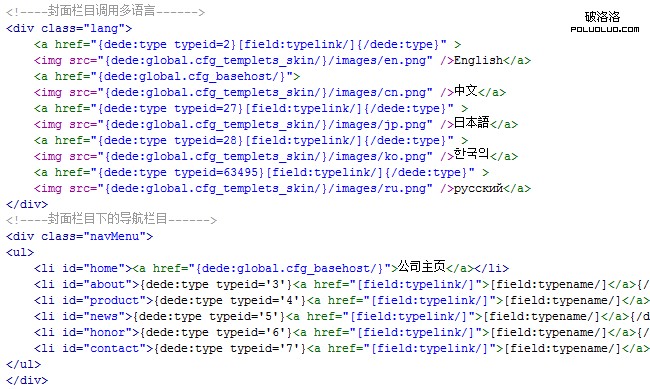 <!----封面栏目调用多语言------>
破洛洛
POLUOLUO.COM
<div class="lang">
<a href="{dede:type typeid=2}[field:typelink/]{/dede:type}" >
<img src="{dede:global.cfg_templets_skin/}/images/en.png" />English</a>
<a href="{dede:global.cfg_basehost/}">
<img src="{dede:global.cfg_templets_skin/}/images/cn.png" />中文</a>
<a href="{dede:type typeid=27}[field:typelink/]{/dede:type}" >
<img src="{dede:global.cfg_templets_skin/}/images/jp.png" />日本語</a>
<a href="{dede:type typeid=28}[field:typelink/]{/dede:type}" >
<img src="{dede:global.cfg_templets_skin/}/images/ko.png" />한국의</a>
<a href="{dede:type typeid=63495}[field:typelink/]{/dede:type}" >
<img src="{dede:global.cfg_templets_skin/}/images/ru.png" />русский</a>
</div>
<!----封面栏目下的导航栏目------>
<div class="navMenu">
<ul>
<li id="home"><a href="{dede:global.cfg_basehost/}">公司主页</a></li>
<li id="about">{dede:type typeid='3'}<a href="[field:typelink/]">[field:typename/]</a>{/
<li id="product">{dede:type typeid='4'}<a href="[field:typelink/]">[field:typename/]</a>
<li id="news">{dede:type typeid='5'}<a href="[field:typelink/]">[field:typename/]</a>{/d
<li id="honor">{dede:type typeid='6'}<a href="[field:typelink/]">[field:typename/]</a>{/
<li id="contact">{dede:type typeid='7'}<a href="[field:typelink/]">[field:typename/]</a>
</ul>
</div>